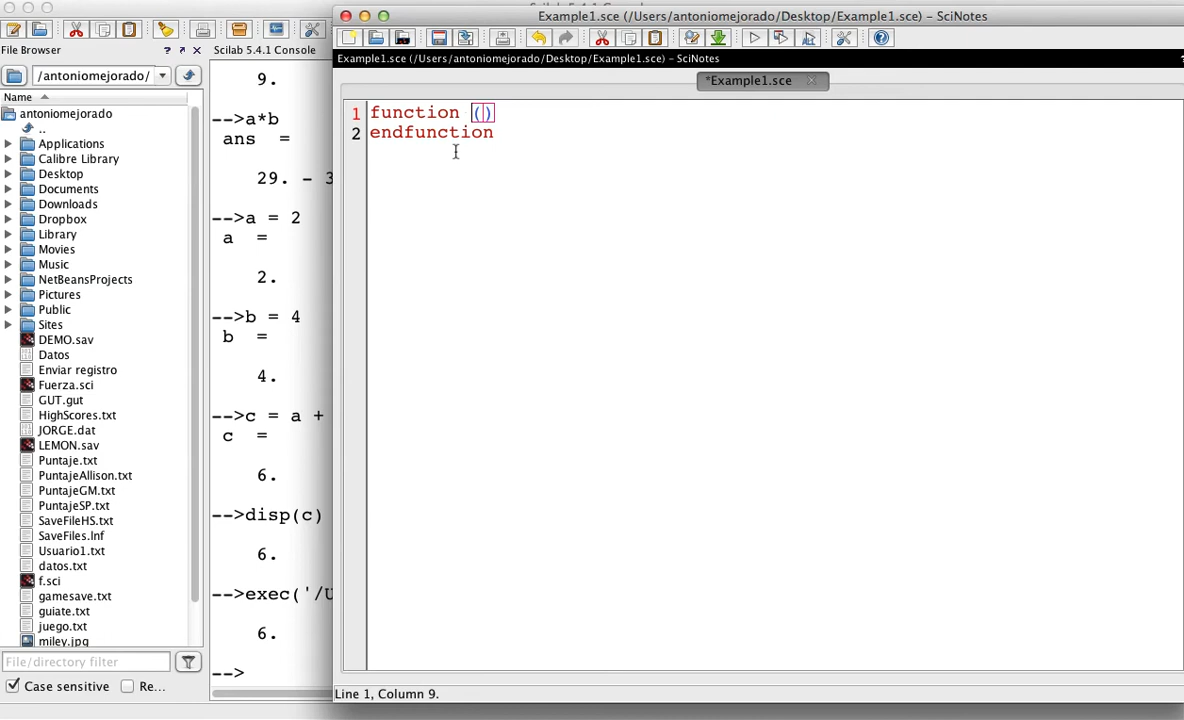 Example1.sce (/Users/antoniomejorado/Desktop/Example1.sce) - SciNotes
File Browser
? ↗ ×
Scilab 5.4.1 Console
/antoniomejorado/
Name
antoniomejorado
..
Applications
Calibre Library
Desktop
Documents
Downloads
Dropbox
Library
Movies
Music
NetBeansProjects
Pictures
Public
Sites
DEMO.sav
Datos
Enviar registro
Fuerza.sci
GUT.gut
HighScores.txt
JORGE.dat
LEMON.sav
Puntaje.txt
PuntajeAllison.txt
PuntajeGM.txt
PuntajeSP.txt
SaveFileHS.txt
SaveFiles.Inf
Usuario1.txt
datos.txt
f.sci
gamesave.txt
guiate.txt
juego.txt
miley.jpg
File/directory filter
Case sensitive
Re...
9.
-->a*b
ans =
29. - 3
-->a = 2
a =
2.
-->b = 4
b =
4.
-->c = a +
c =
6.
-->disp(c)
6.
-->exec('/U
6.
-->
Example1.sce (/Users/antoniomejorado/Desktop/Example1.sce) - SciNotes
?
*Example1.sce
1 function ()
2 endfunction
Line 1, Column 9.